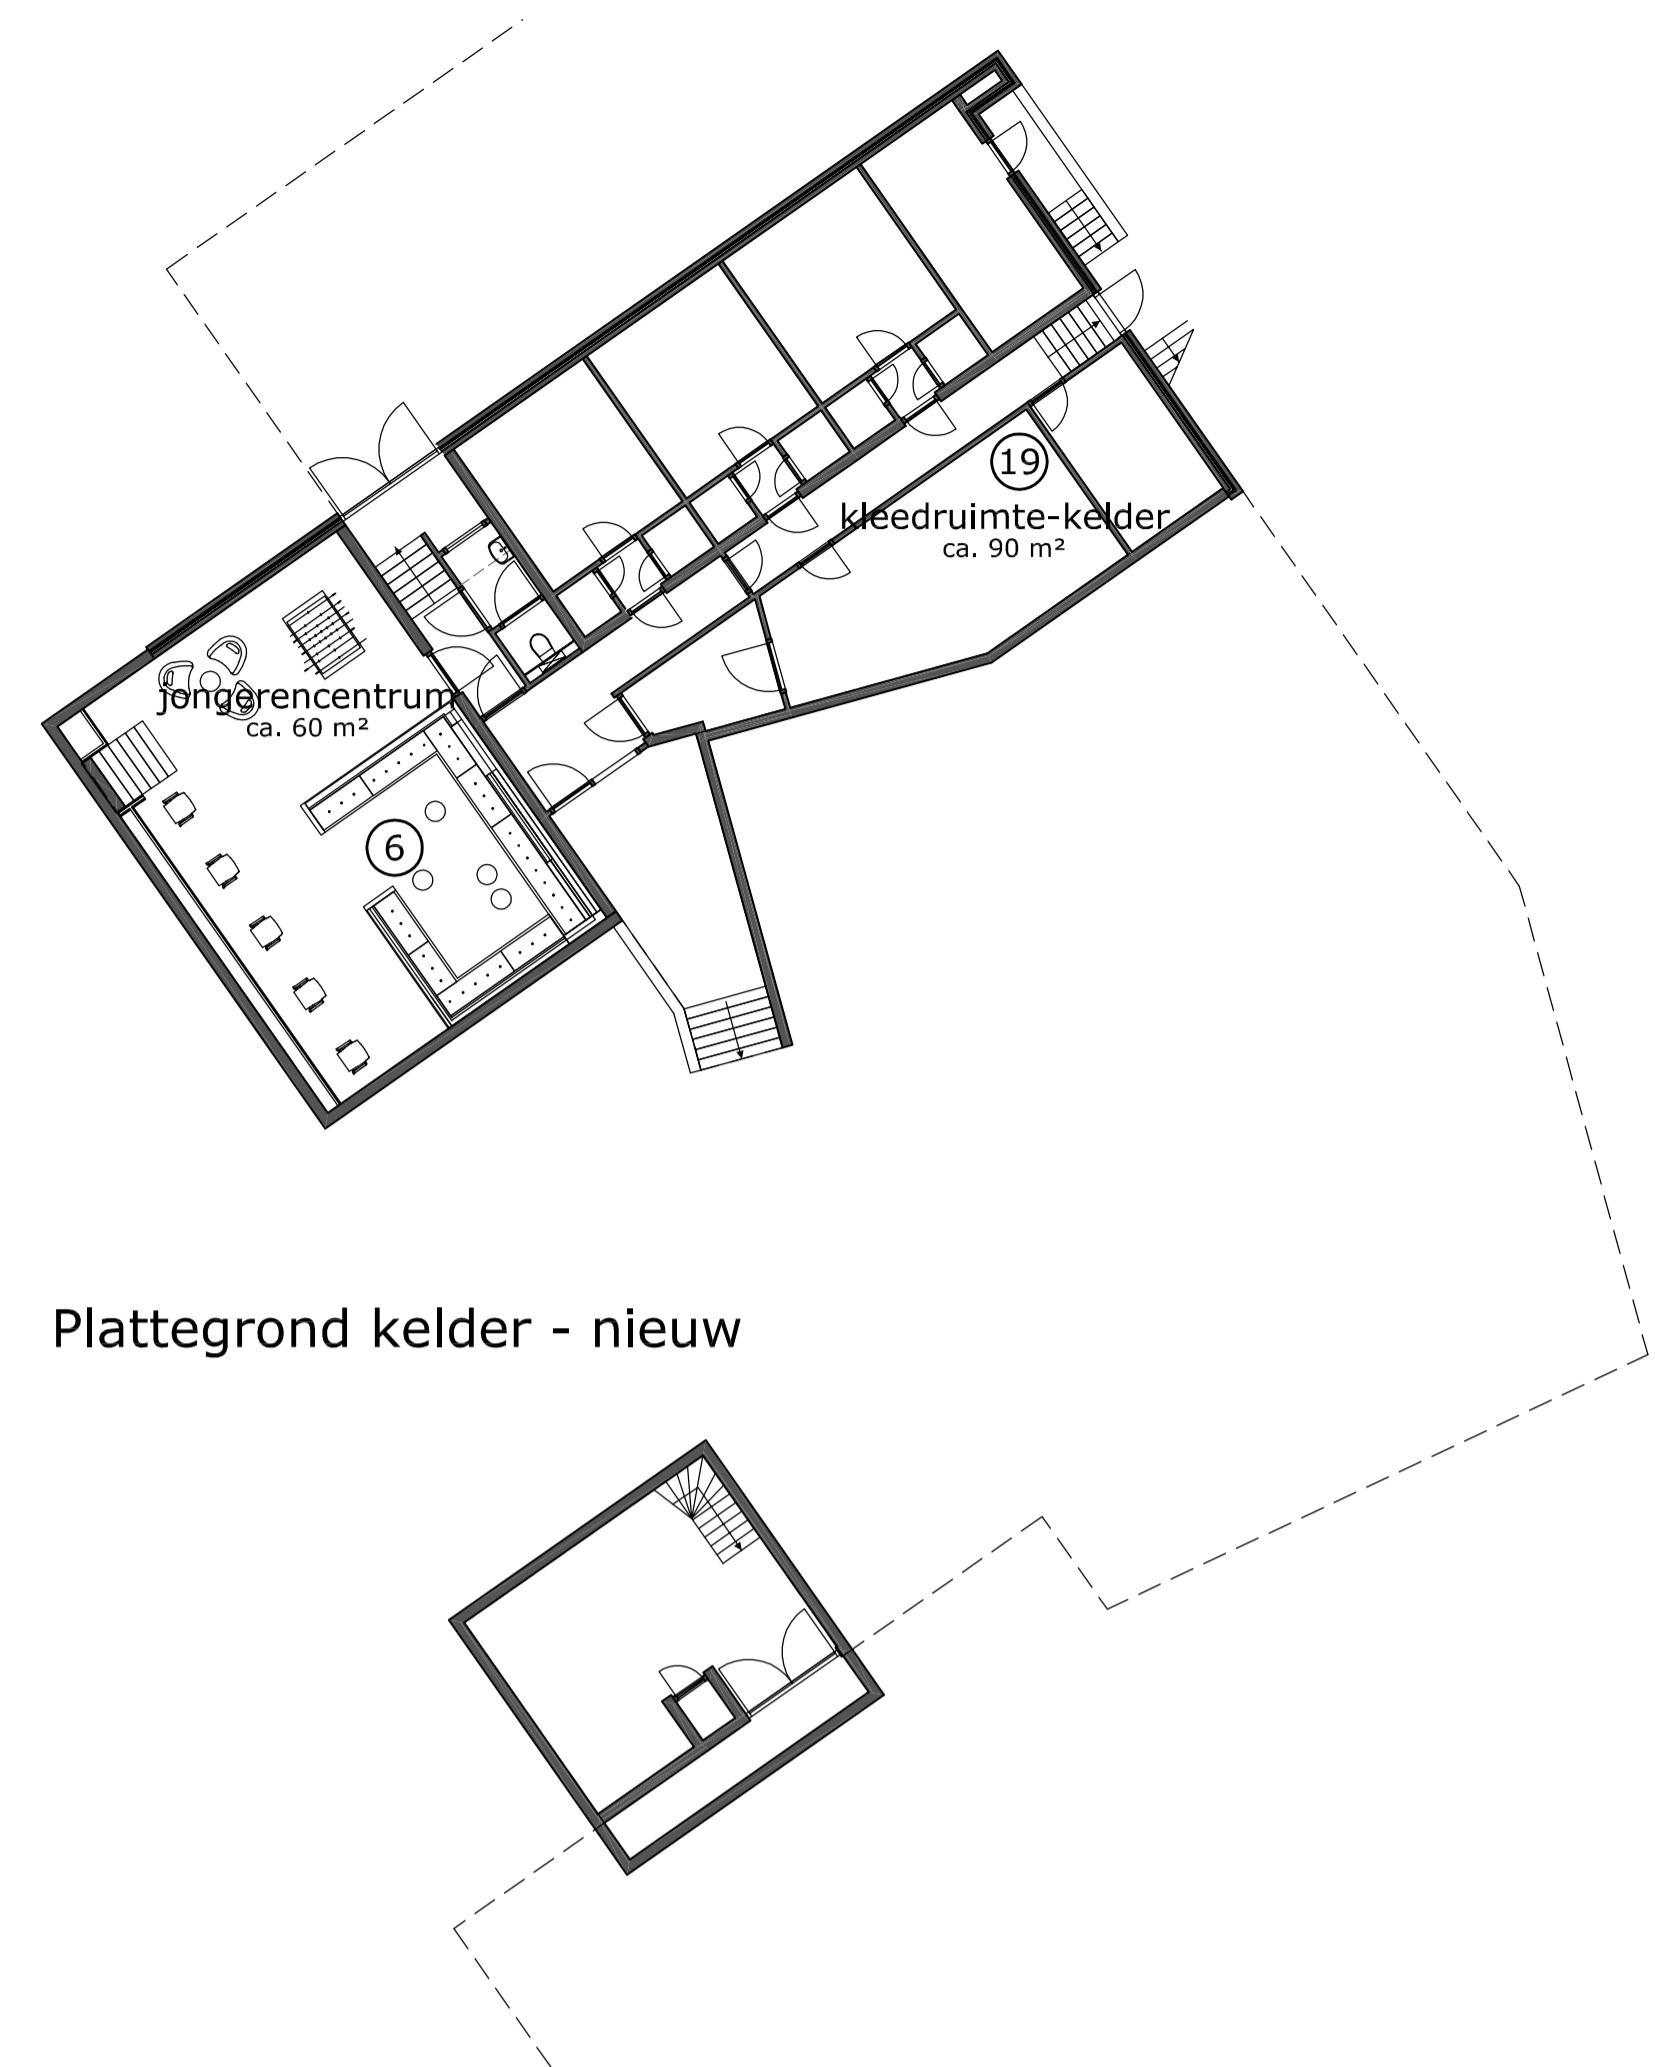 19
kleedruimte-kelder
ca. 90 m²
jongerencentrum
ca. 60 m²
6
Plattegrond kelder - nieuw